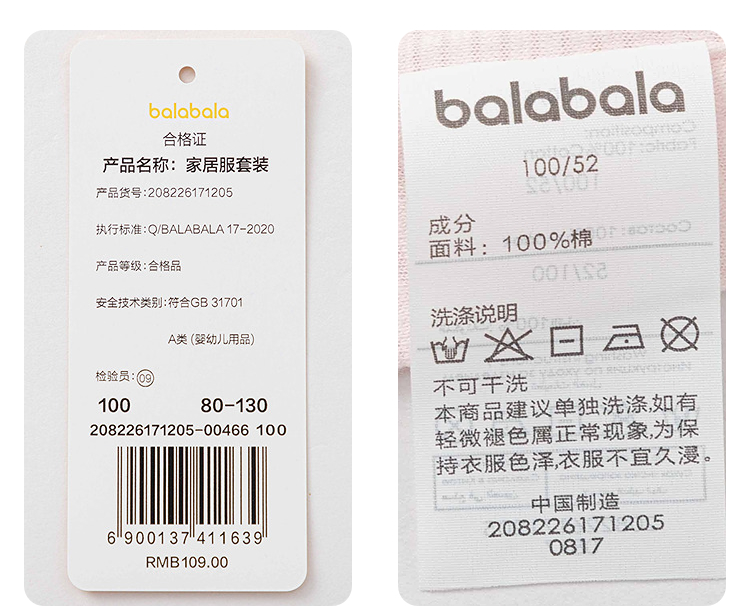 balabala
合格证
产品名称：家居服套装
产品货号:208226171205
执行标准:Q/BALABALA 17-2020
产品等级:合格品
安全技术类别:符合GB 31701
A类 (婴幼儿用品)
检验员:09
100 80-130
208226171205-00466 100
6 900137 411639
RMB109.00
balabala
100/52
成分
面料：100%棉
洗涤说明
不可干洗
本商品建议单独洗涤,如有
轻微褪色属正常现象,为保
持衣服色泽,衣服不宜久浸。
中国制造
208226171205
0817